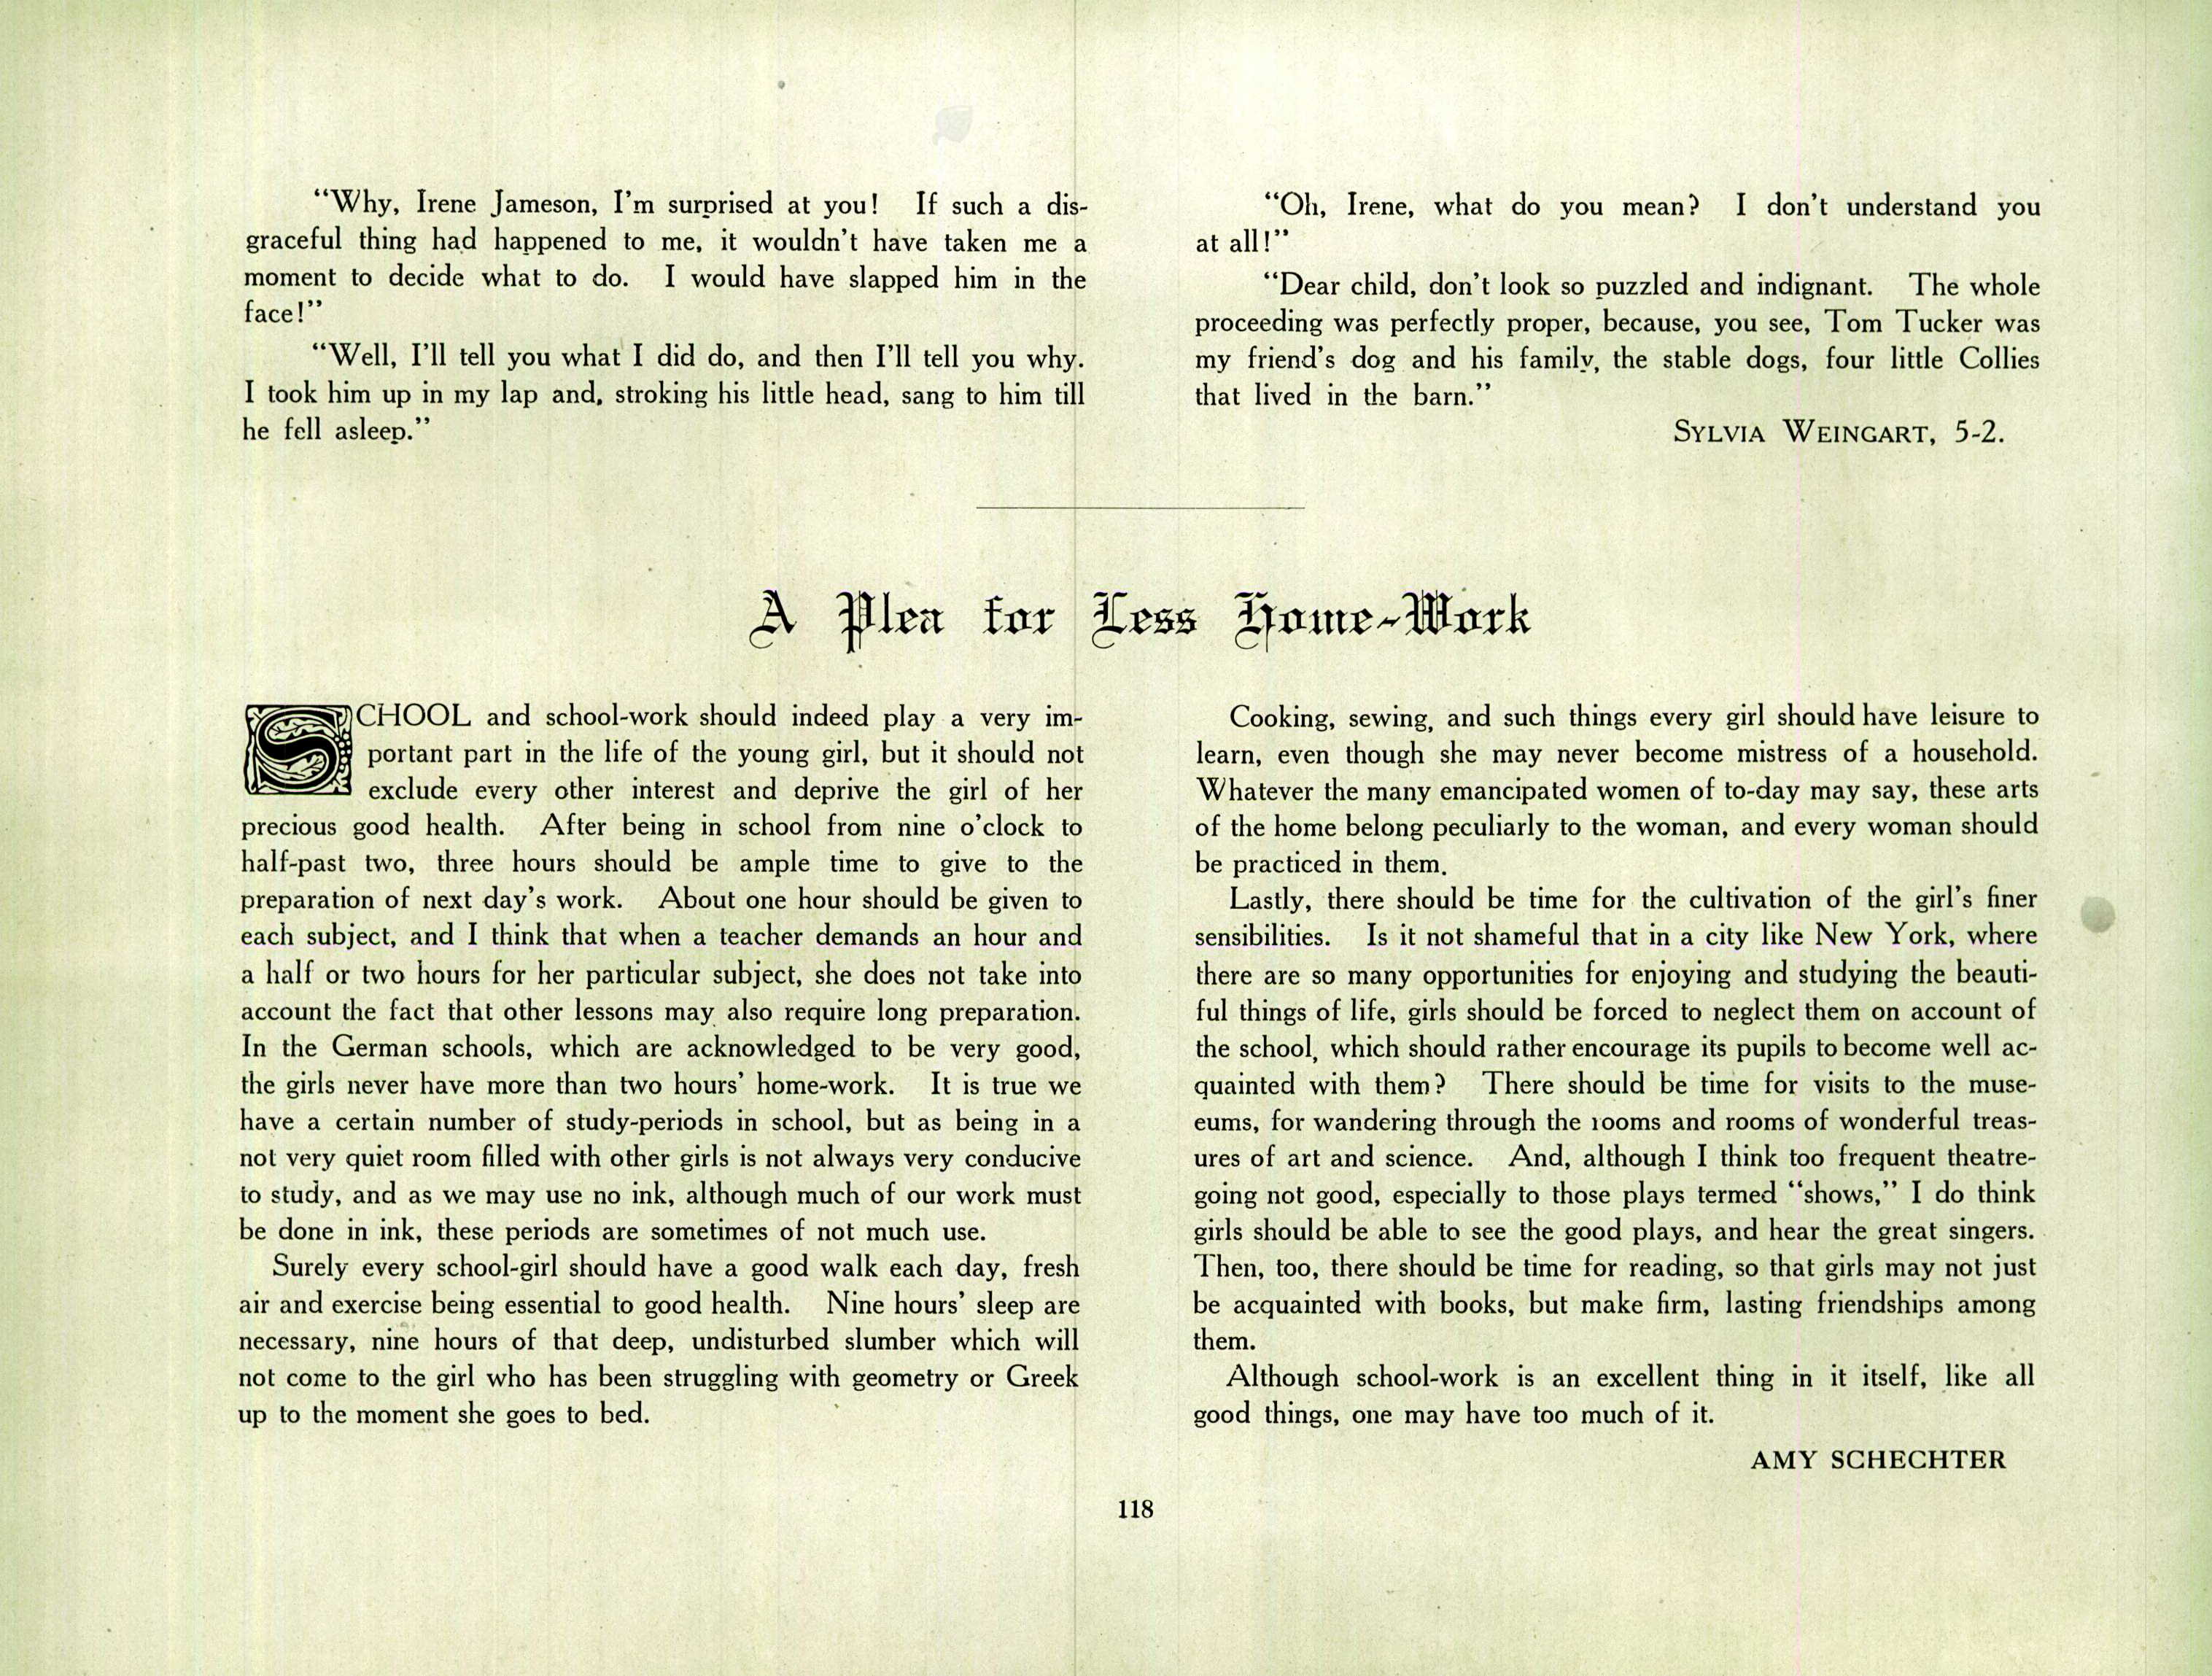 “Why, Irene Jameson, I'm surprised at you! If such a dis-
graceful thing had happened to me, it wouldn't have taken me a
moment to decide what to do. I would have slapped him in the
face!”
“Well, I'll tell you what I did do, and then I'll tell you why.
I took him up in my lap and, stroking his little head, sang to him till
he fell asleep.”
“Oh, Irene, what do you mean? I don't understand you
at all!”
“Dear child, don't look so puzzled and indignant. The whole
proceeding was perfectly proper, because, you see, Tom Tucker was
my friend's dog and his family, the stable dogs, four little Collies
that lived in the barn.”
SYLVIA WEINGART, 5-2.
A Plea for Less Home-Work
SCHOOL and school-work should indeed play a very im-
portant part in the life of the young girl, but it should not
exclude every other interest and deprive the girl of her
precious good health. After being in school from nine o'clock to
half-past two, three hours should be ample time to give to the
preparation of next day's work. About one hour should be given to
each subject, and I think that when a teacher demands an hour and
a half or two hours for her particular subject, she does not take into
account the fact that other lessons may also require long preparation.
In the German schools, which are acknowledged to be very good,
the girls never have more than two hours' home-work. It is true we
have a certain number of study-periods in school, but as being in a
not very quiet room filled with other girls is not always very conducive
to study, and as we may use no ink, although much of our work must
be done in ink, these periods are sometimes of not much use.
Surely every school-girl should have a good walk each day, fresh
air and exercise being essential to good health. Nine hours' sleep are
necessary, nine hours of that deep, undisturbed slumber which will
not come to the girl who has been struggling with geometry or Greek
up to the moment she goes to bed.
Cooking, sewing, and such things every girl should have leisure to
learn, even though she may never become mistress of a household.
Whatever the many emancipated women of to-day may say, these arts
of the home belong peculiarly to the woman, and every woman should
be practiced in them.
Lastly, there should be time for the cultivation of the girl's finer
sensibilities. Is it not shameful that in a city like New York, where
there are so many opportunities for enjoying and studying the beauti-
ful things of life, girls should be forced to neglect them on account of
the school, which should rather encourage its pupils to become well ac-
quainted with them? There should be time for visits to the muse-
eums, for wandering through the rooms and rooms of wonderful treas-
ures of art and science. And, although I think too frequent theatre-
going not good, especially to those plays termed “shows,” I do think
girls should be able to see the good plays, and hear the great singers.
Then, too, there should be time for reading, so that girls may not just
be acquainted with books, but make firm, lasting friendships among
them.
Although school-work is an excellent thing in it itself, like all
good things, one may have too much of it.
AMY SCHECHTER
118